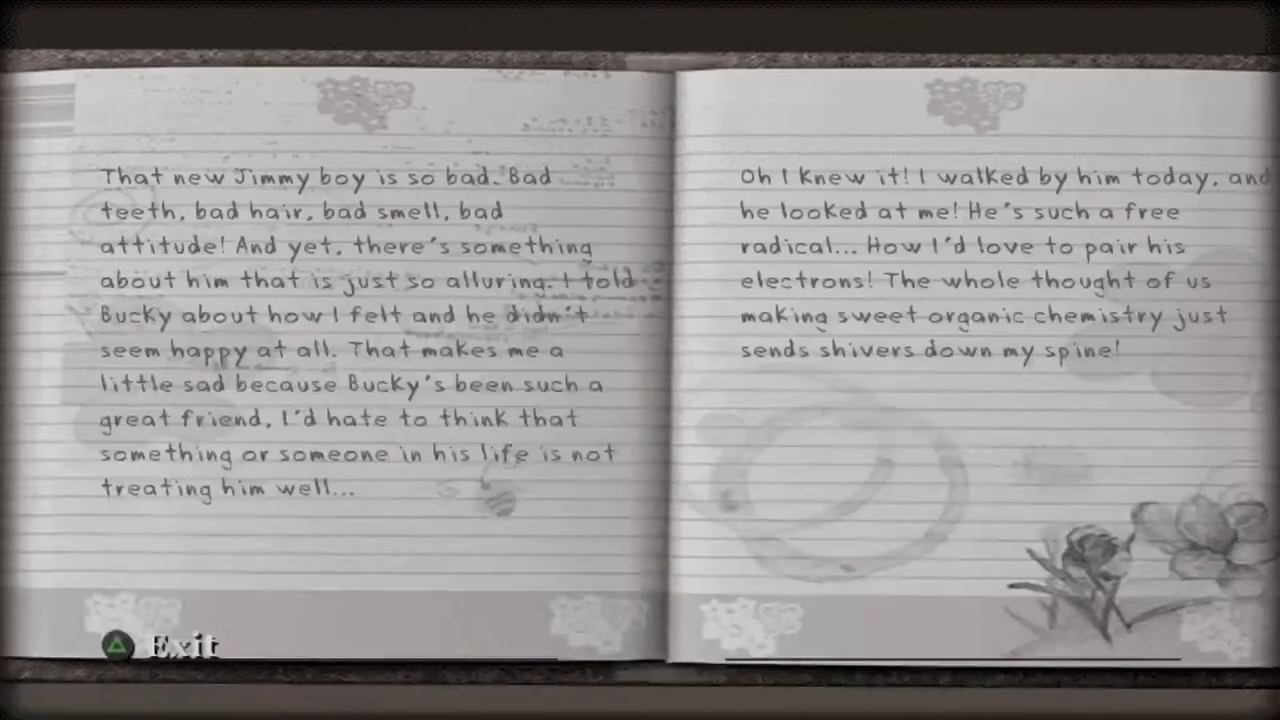 That new Jimmy boy is so bad. Bad
teeth, bad hair, bad smell, bad
attitude! And yet, there's something
about him that is just so alluring. I told
Bucky about how I felt and he didn't
seem happy at all. That makes me a
little sad because Bucky's been such a
great friend, I'd hate to think that
something or someone in his life is not
treating him well...
Oh I knew it! I walked by him today, and
he looked at me! He's such a free
radical... How I'd love to pair his
electrons! The whole thought of us
making sweet organic chemistry just
sends shivers down my spine!
Exit